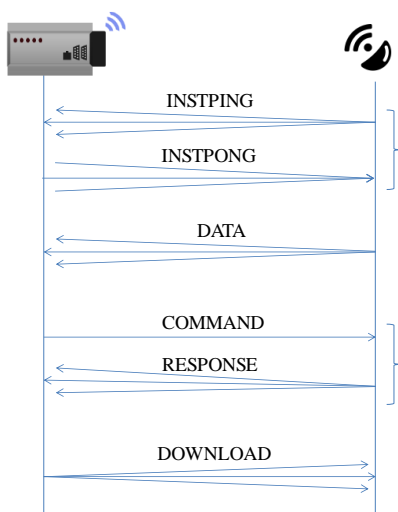 INSTPING
INSTPONG
DATA
COMMAND
RESPONSE
DOWNLOAD